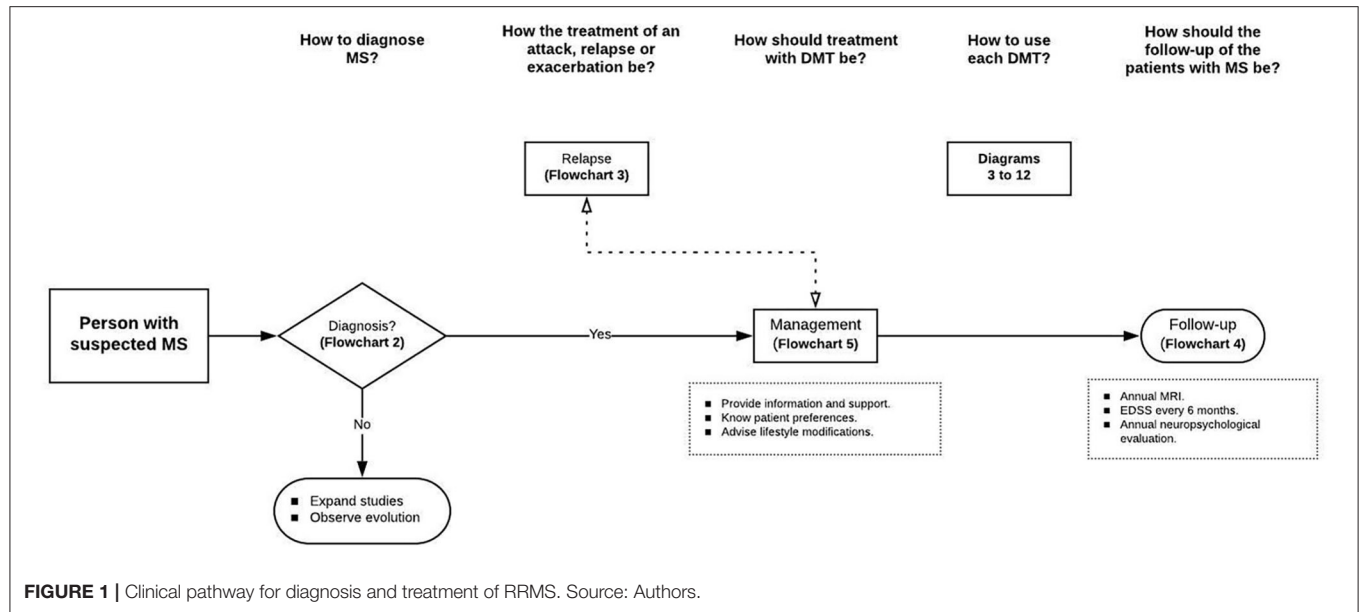 How to diagnose
MS?
How the treatment of an
attack, relapse or
exacerbation be?
How should treatment
with DMT be?
How to use
each DMT?
How should the
follow-up of the
patients with MS be?
Relapse
(Flowchart 3)
Diagrams
3 to 12
Person with
suspected MS
Diagnosis?
(Flowchart 2)
Yes
Management
(Flowchart 5)
Follow-up
(Flowchart 4)
■ Provide information and support.
■ Know patient preferences.
■ Advise lifestyle modifications.
■ Annual MRI.
■ EDSS every 6 months.
■ Annual neuropsychological
evaluation.
No
■ Expand studies
■ Observe evolution
FIGURE 1 | Clinical pathway for diagnosis and treatment of RRMS. Source: Authors.